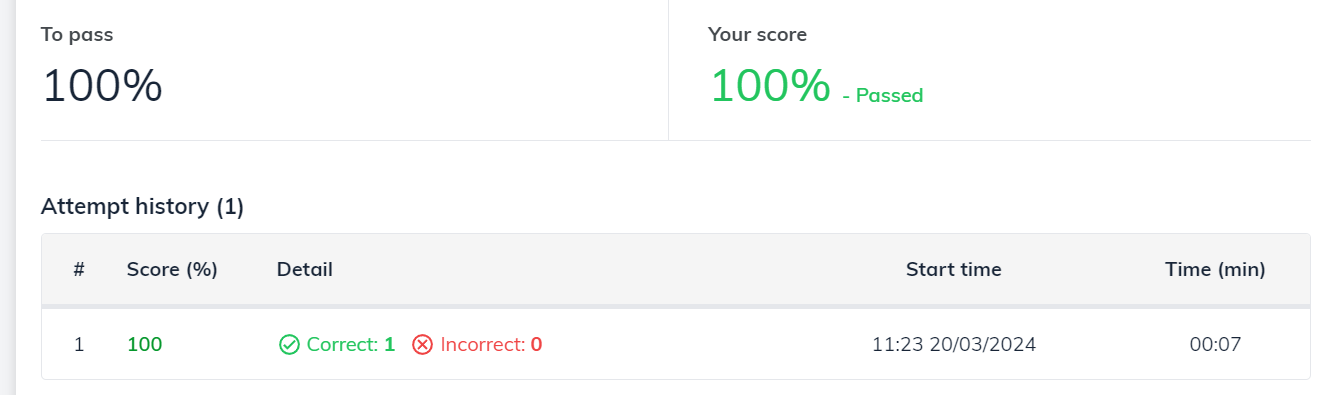 To pass
Your score
100%
100% - Passed
Attempt history (1)
# Score (%) Detail Start time Time (min)
1 100 Correct: 1 Incorrect: 0 11:23 20/03/2024 00:07